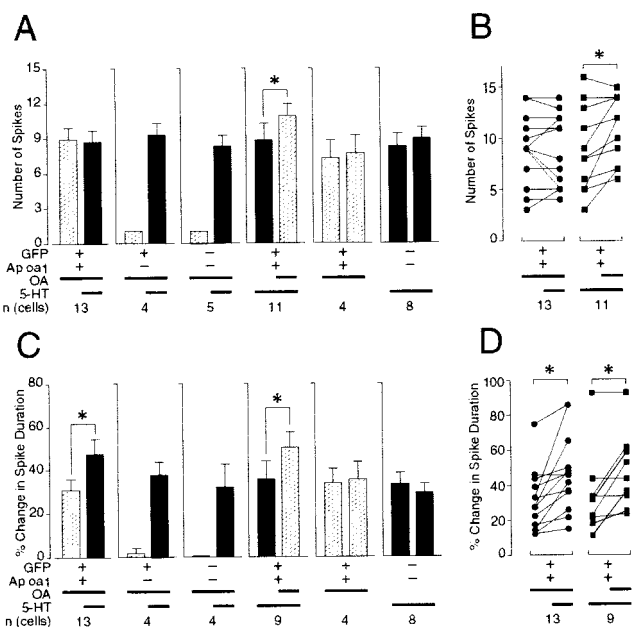 A
Number of Spikes
15
12
9
6
3
0
*
GFP + + - + + -
Ap oa1 + - - + + -
OA
5-HT
n (cells) 13 4 5 11 4 8
B
Number of Spikes
15
10
5
0
*
+ +
+ +
13 11
C
% Change in Spike Duration
80
60
40
20
0
* *
GFP + + - + + -
Ap oa1 + - - + + -
OA
5-HT
n (cells) 13 4 4 9 4 8
D
% Change in Spike Duration
100
80
60
40
20
0
* *
+ +
+ +
13 9